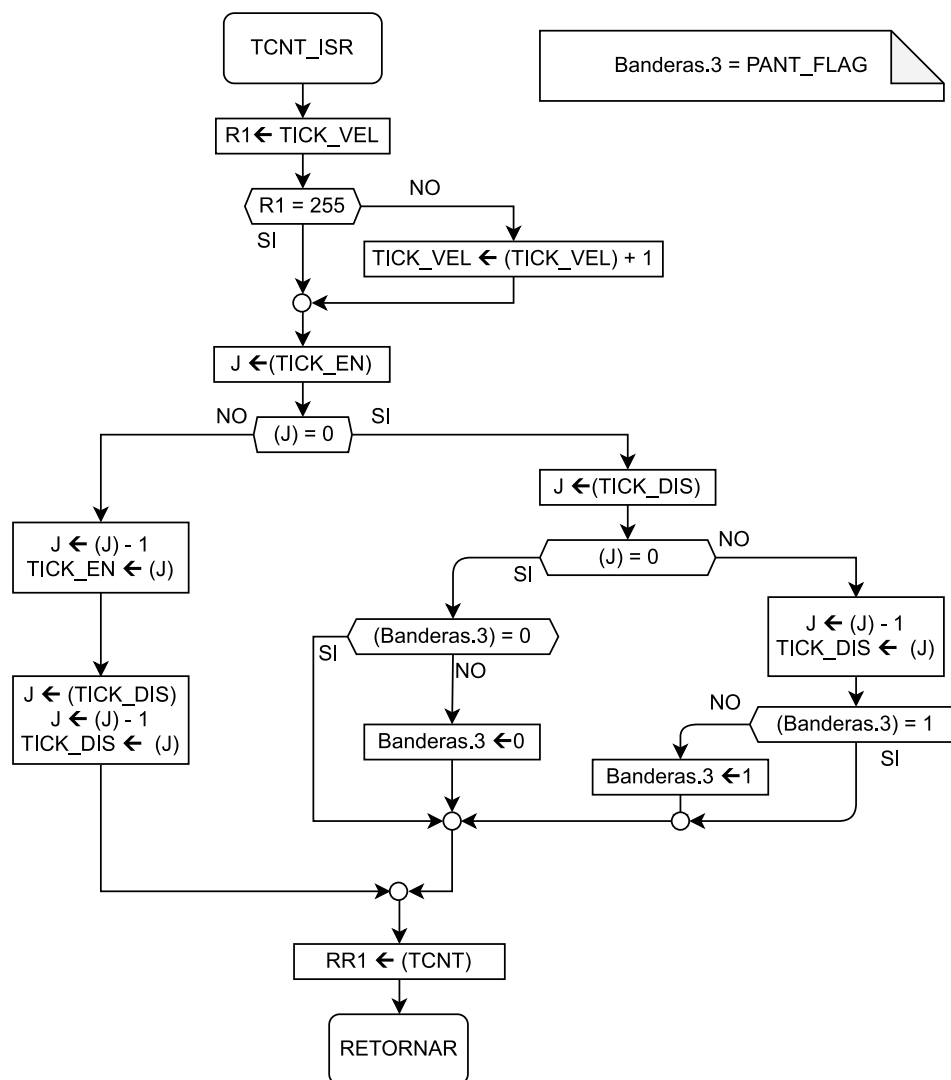 TCNT_ISR
Banderas.3 = PANT_FLAG
R1← TICK_VEL
R1 = 255
NO
SI
TICK_VEL ← (TICK_VEL) + 1
J ←(TICK_EN)
NO
SI
(J) = 0
J ←(TICK_DIS)
(J) = 0
NO
SI
J ← (J) - 1
TICK_EN ← (J)
(Banderas.3) = 0
SI
NO
J ← (J) - 1
TICK_DIS ← (J)
J ← (TICK_DIS)
J ← (J) - 1
TICK_DIS ← (J)
Banderas.3 ←0
NO
(Banderas.3) = 1
SI
Banderas.3 ←1
RR1 ← (TCNT)
RETORNAR